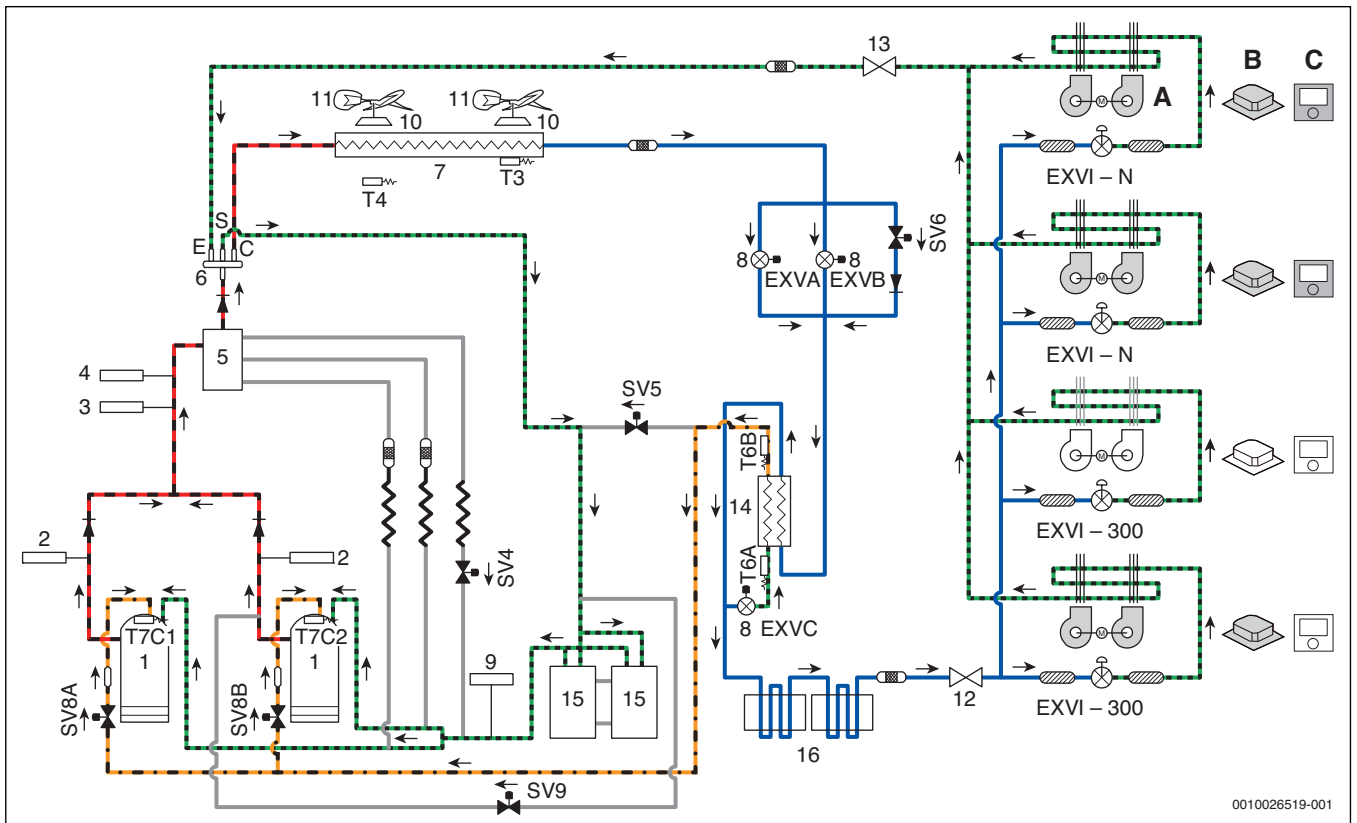 13
B C
11 11
A
10 10
7
T3
T4
EXVI – N
S
E C
6
SV6
8 8
EXVA EXVB
5
EXVI – N
4
3
SV5
T6B
14
T6A
SV4
EXVI – 300
2 2
8 EXVC
T7C1 T7C2
1 1
9
15 15
SV8A SV8B
12
EXVI – 300
16
SV9
M
M
M
M
0010026519-001